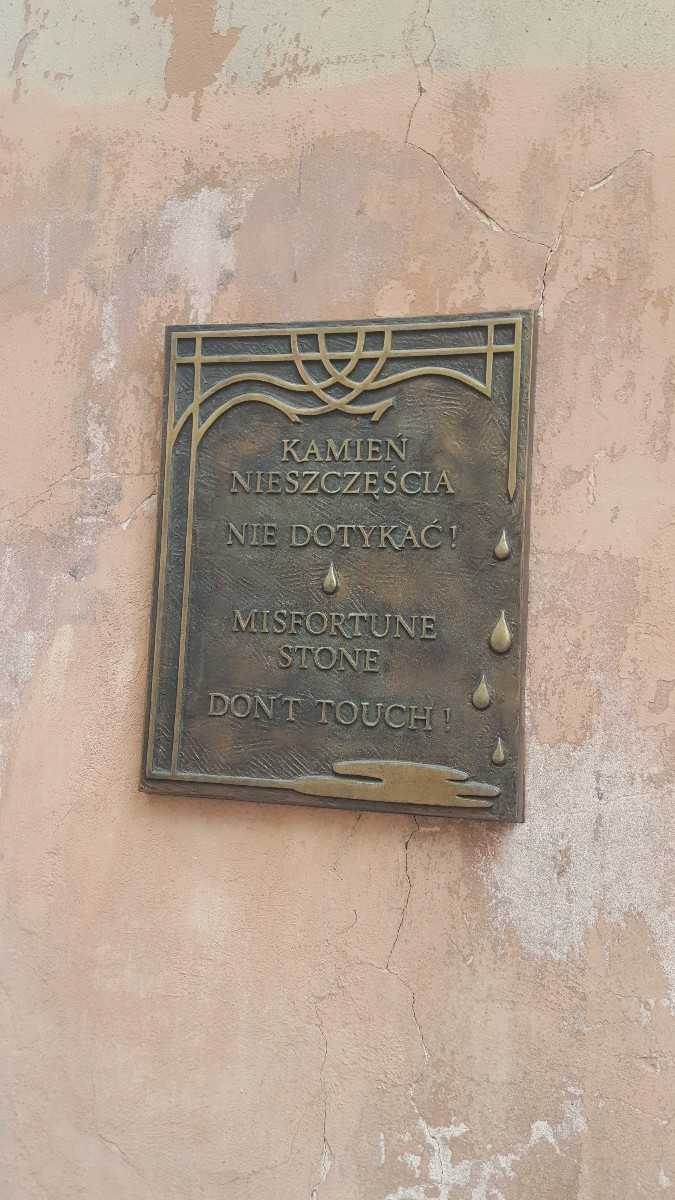 KAMIEŃ
NIESZCZĘŚCIA
NIE DOTYKAĆ!
MISFORTUNE
STONE
DON'T TOUCH!